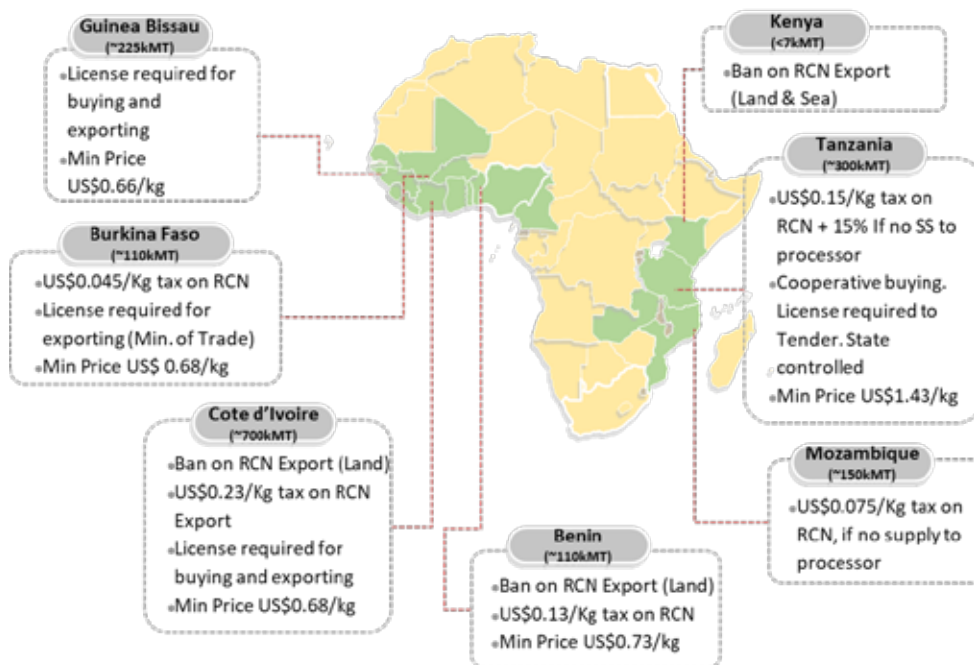 Guinea Bissau
(~225kMT)
License required for
buying and
exporting
Min Price
US$0.66/kg
Burkina Faso
(~110kMT)
US$0.045/Kg tax on RCN
License required for
exporting (Min. of Trade)
Min Price US$ 0.68/kg
Cote d’Ivoire
(~700kMT)
Ban on RCN Export (Land)
US$0.23/Kg tax on RCN
Export
License required for
buying and exporting
Min Price US$0.68/kg
Benin
(~110kMT)
Ban on RCN Export (Land)
US$0.13/Kg tax on RCN
Min Price US$0.73/kg
Kenya
(<7kMT)
Ban on RCN Export
(Land & Sea)
Tanzania
(~300kMT)
US$0.15/Kg tax on
RCN + 15% If no SS to
processor
Cooperative buying.
License required to
Tender. State
controlled
Min Price US$1.43/kg
Mozambique
(~150kMT)
US$0.075/Kg tax on
RCN, if no supply to
processor